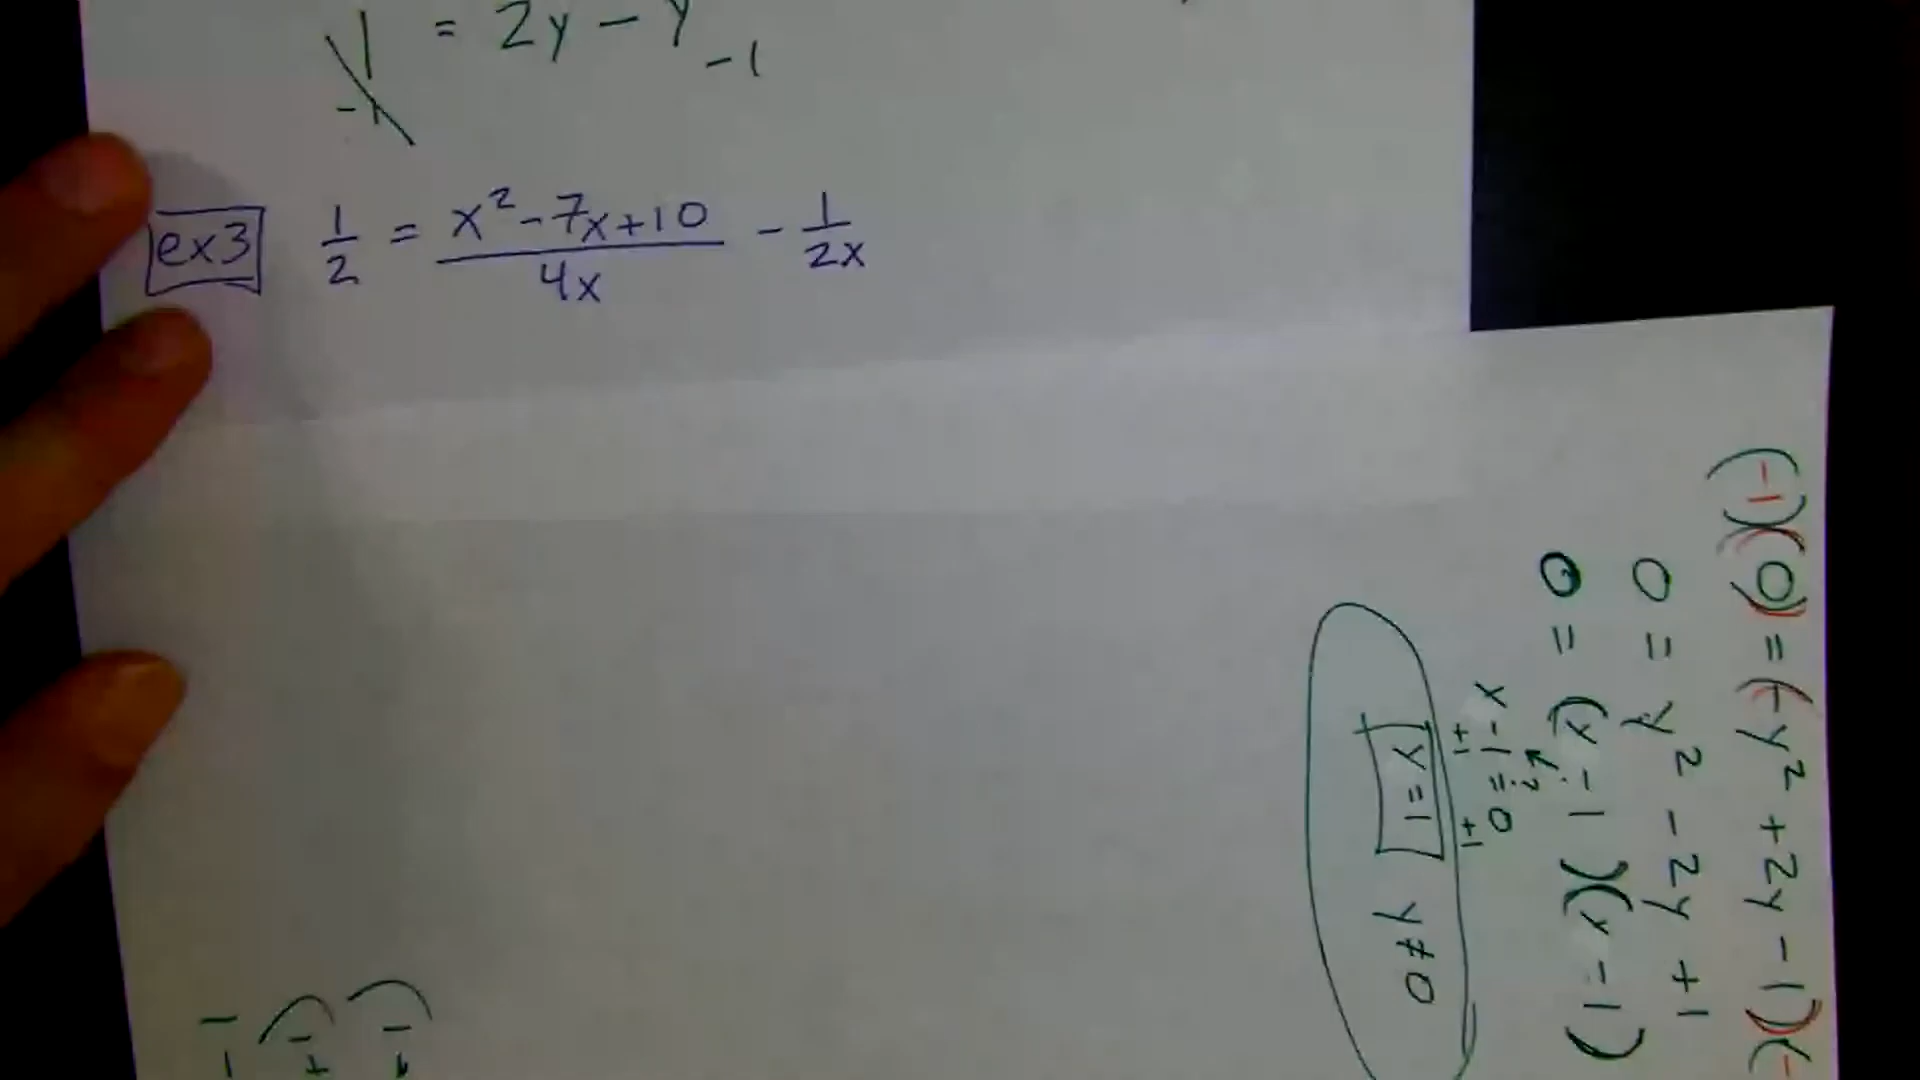 y = 2y - y
-1 -1
ex3 1/2 = x² - 7x + 10 / 4x - 1/2x
(-1)(0) = (-y² + 2y - 1)(-
0 = y² - 2y + 1
0 = (y - 1)(y - 1)
x - 1 = 0
+1 +1
y = 1 y ≠ 0